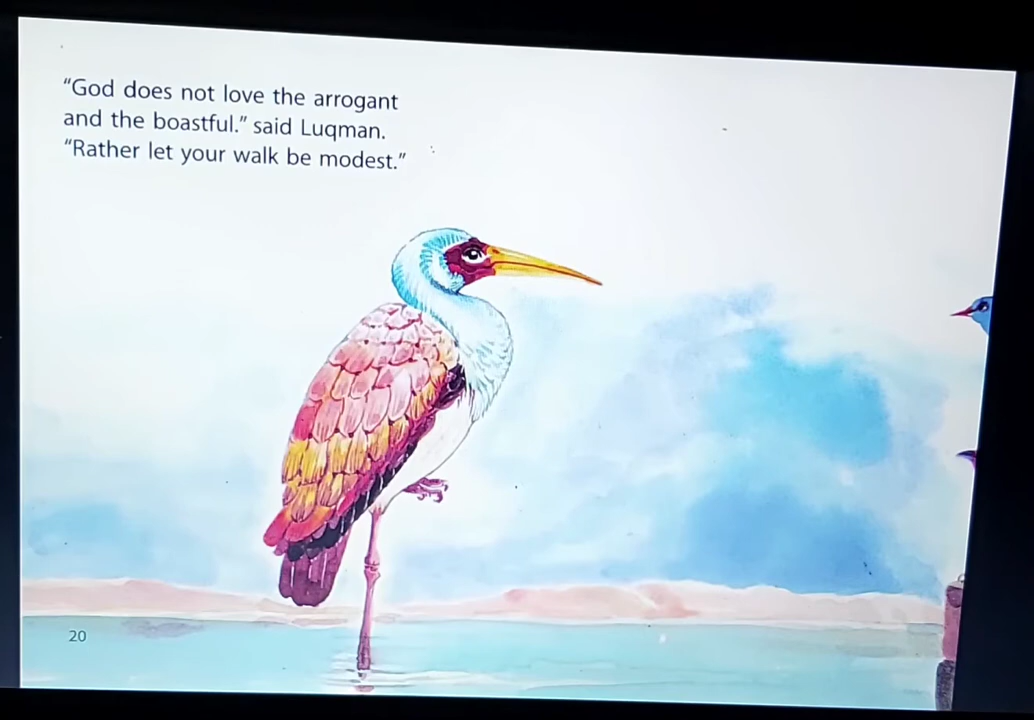 “God does not love the arrogant
and the boastful.” said Luqman.
“Rather let your walk be modest.”
20